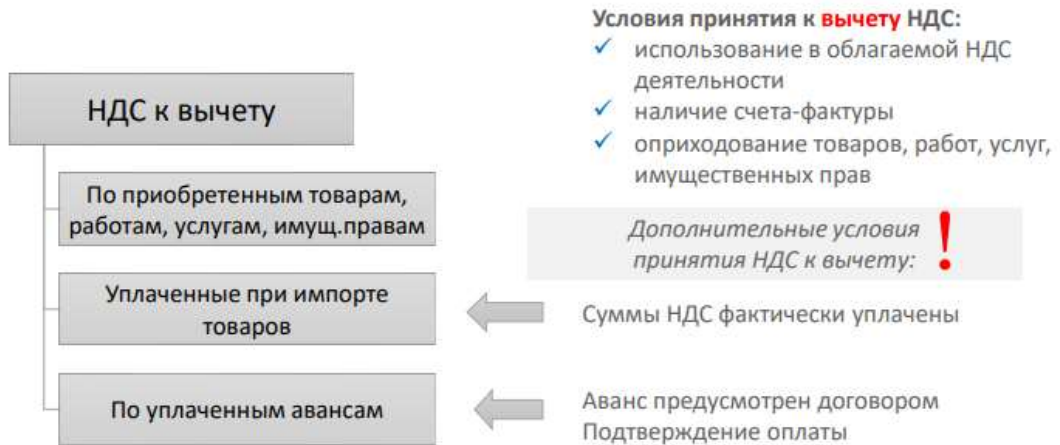 НДС к вычету
По приобретенным товарам,
работам, услугам, имущ.правам
Уплаченные при импорте
товаров
По уплаченным авансам
Условия принятия к вычету НДС:
использование в облагаемой НДС
деятельности
наличие счета-фактуры
оприходование товаров, работ, услуг,
имущественных прав
Дополнительные условия
принятия НДС к вычету:
!
Суммы НДС фактически уплачены
Аванс предусмотрен договором
Подтверждение оплаты